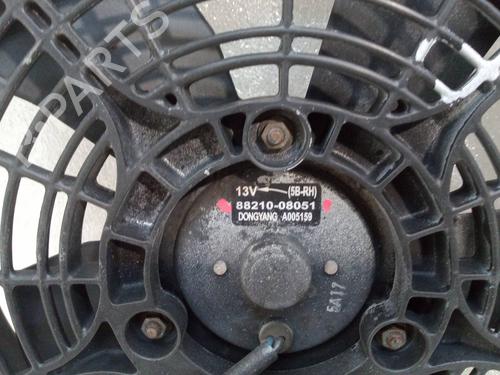 13V (5B-RH)
88210-08051
DONGYANG A005159
5A17
B-PARTS